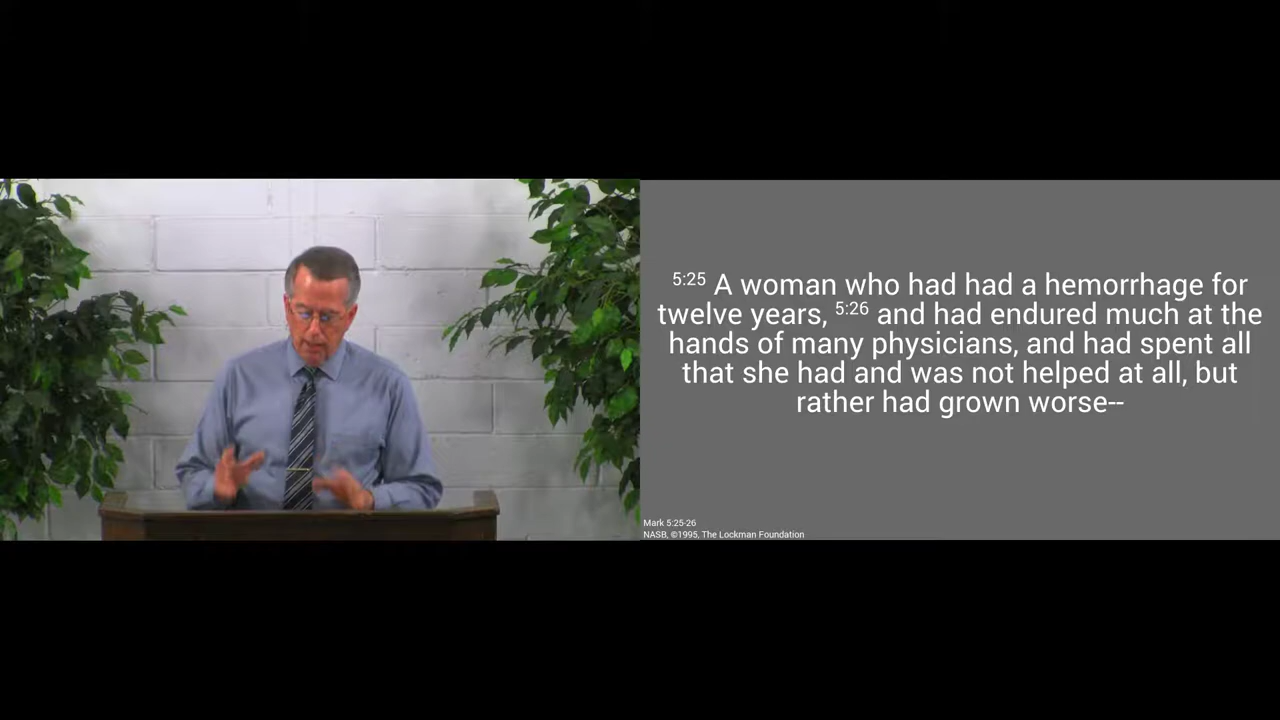 5:25 A woman who had had a hemorrhage for
twelve years, 5:26 and had endured much at the
hands of many physicians, and had spent all
that she had and was not helped at all, but
rather had grown worse--
Mark 5:25-26
NASB, ©1995, The Lockman Foundation